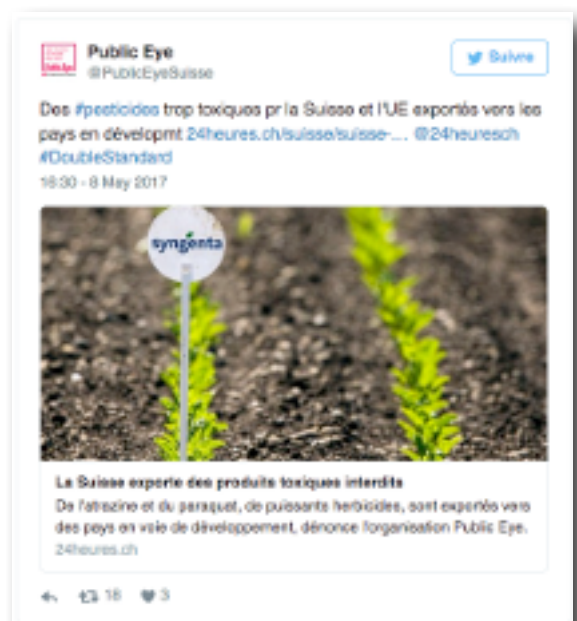 Public Eye
@PublicEyeSuisse
Suivre
Des #pesticides trop toxiques pr la Suisse et l'UE exportés vers les
pays en dévelopmt 24heures.ch/suisse/suisse-… @24heuresch
#DoubleStandard
16:30 - 8 May 2017
syngenta
La Suisse exporte des produits toxiques interdits
De l'atrazine et du paraquat, de puissants herbicides, sont exportés vers
des pays en voie de développement, dénonce l'organisation Public Eye.
24heures.ch
18 3